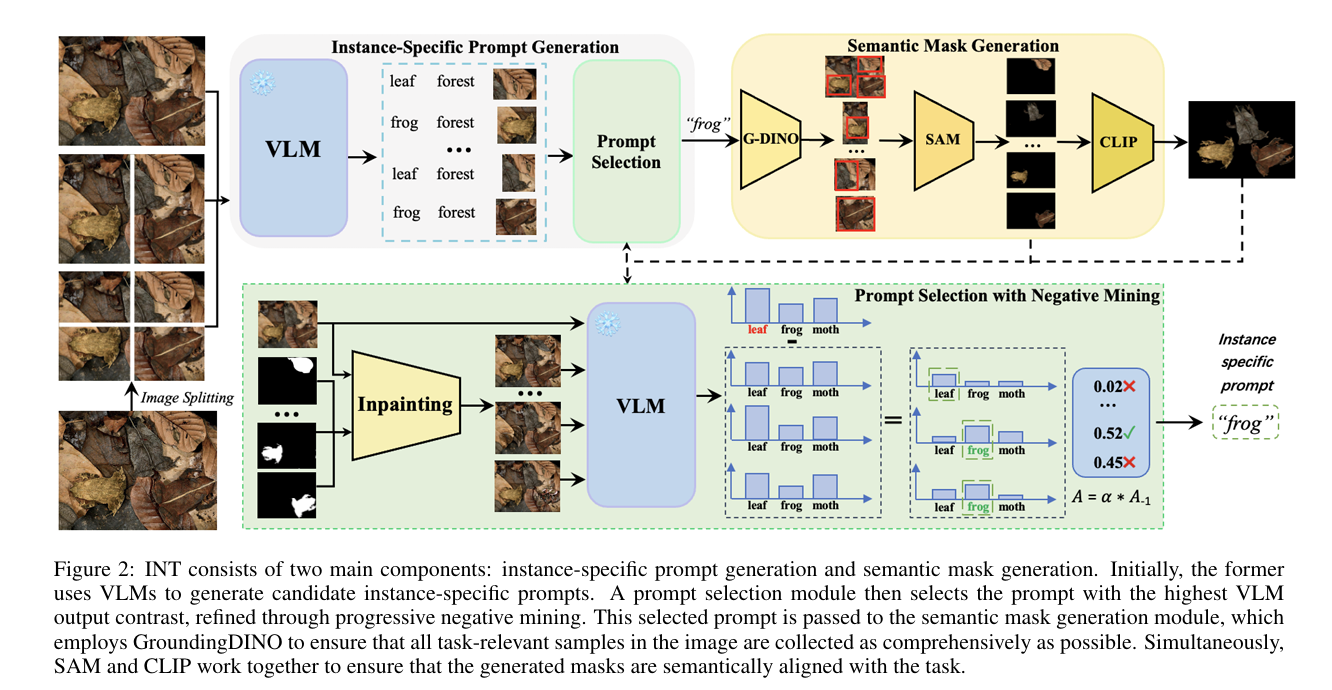 Instance-Specific Prompt Generation
Semantic Mask Generation
VLM
leaf forest
frog forest
...
leaf forest
frog forest
Prompt
Selection
“frog”
G-DINO
...
SAM
...
CLIP
Image Splitting
Prompt Selection with Negative Mining
...
Inpainting
...
VLM
leaf frog moth
-
leaf frog moth
leaf frog moth
leaf frog moth
=
leaf frog moth
leaf frog moth
leaf frog moth
0.02×
...
0.52✓
0.45×
A = α * A-1
Instance
specific
prompt
“frog”
Figure 2: INT consists of two main components: instance-specific prompt generation and semantic mask generation. Initially, the former
uses VLMs to generate candidate instance-specific prompts. A prompt selection module then selects the prompt with the highest VLM
output contrast, refined through progressive negative mining. This selected prompt is passed to the semantic mask generation module, which
employs GroundingDINO to ensure that all task-relevant samples in the image are collected as comprehensively as possible. Simultaneously,
SAM and CLIP work together to ensure that the generated masks are semantically aligned with the task.